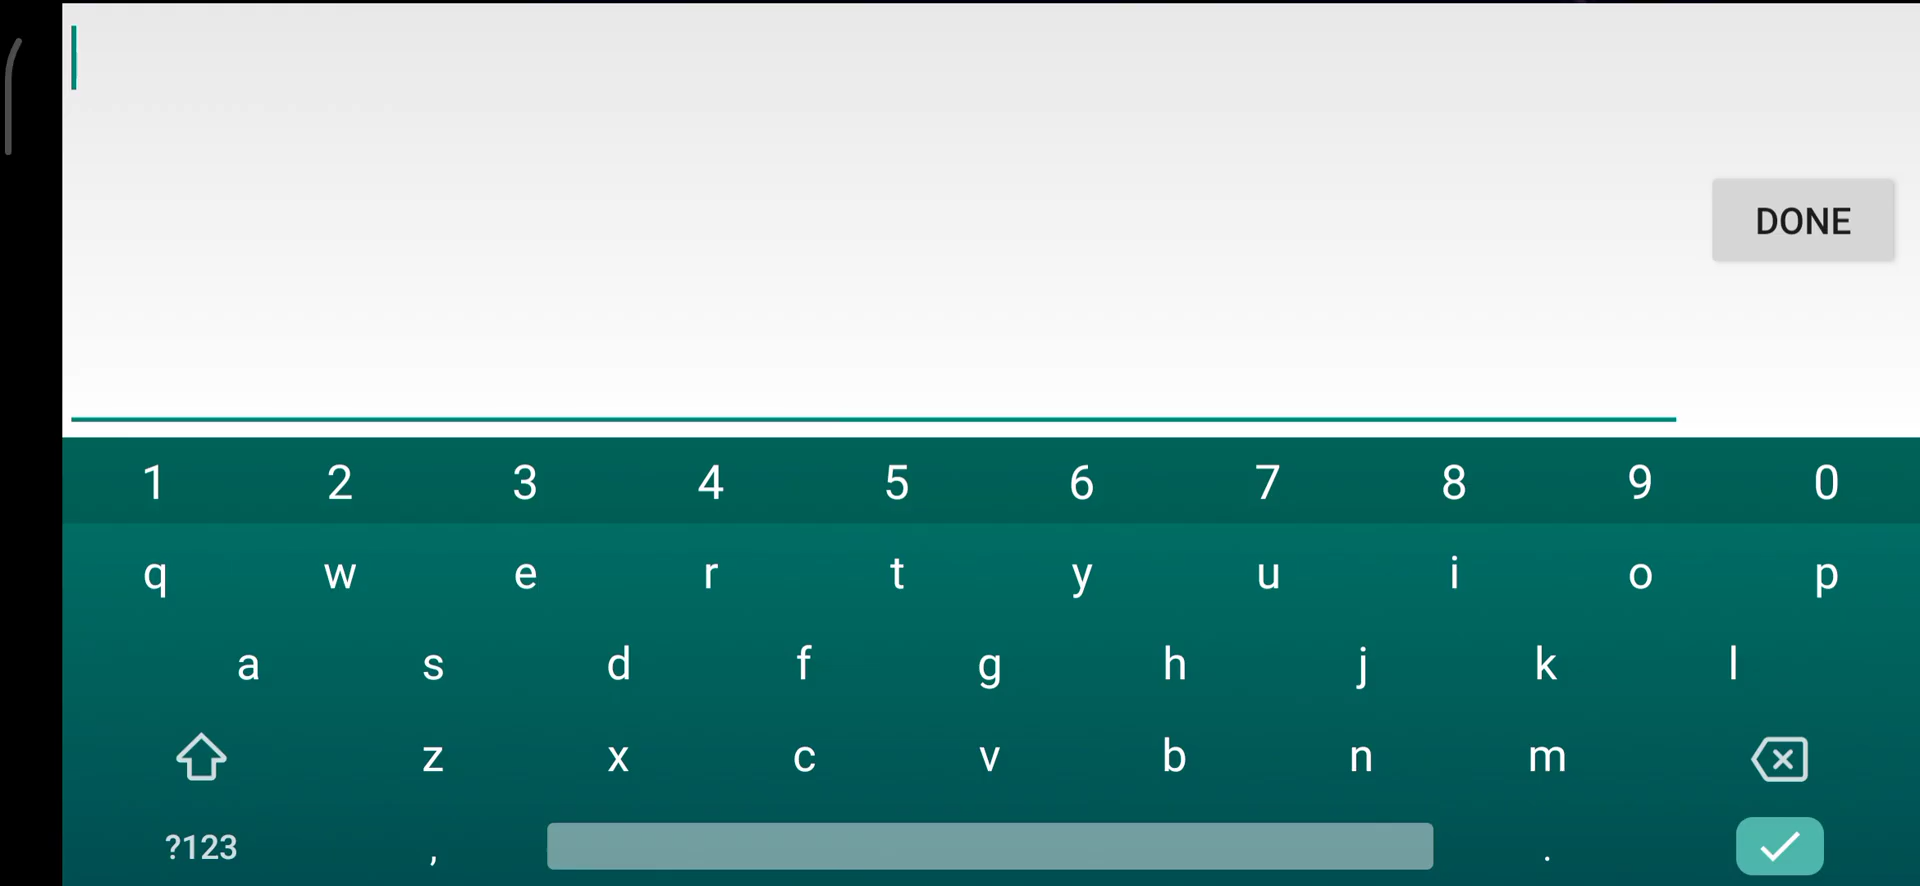 DONE
1 2 3 4 5 6 7 8 9 0
q w e r t y u i o p
a s d f g h j k l
z x c v b n m
?123 , .